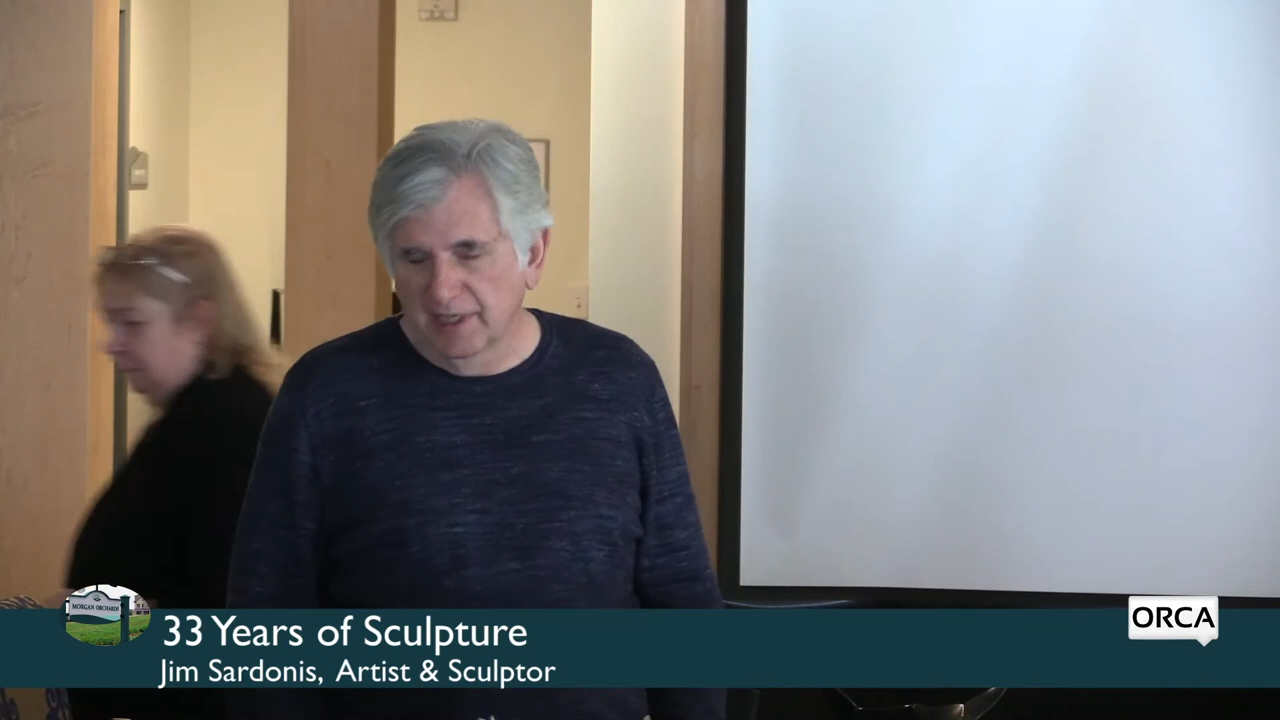 MORGAN ORCHARDS
33 Years of Sculpture
Jim Sardonis, Artist & Sculptor
ORCA